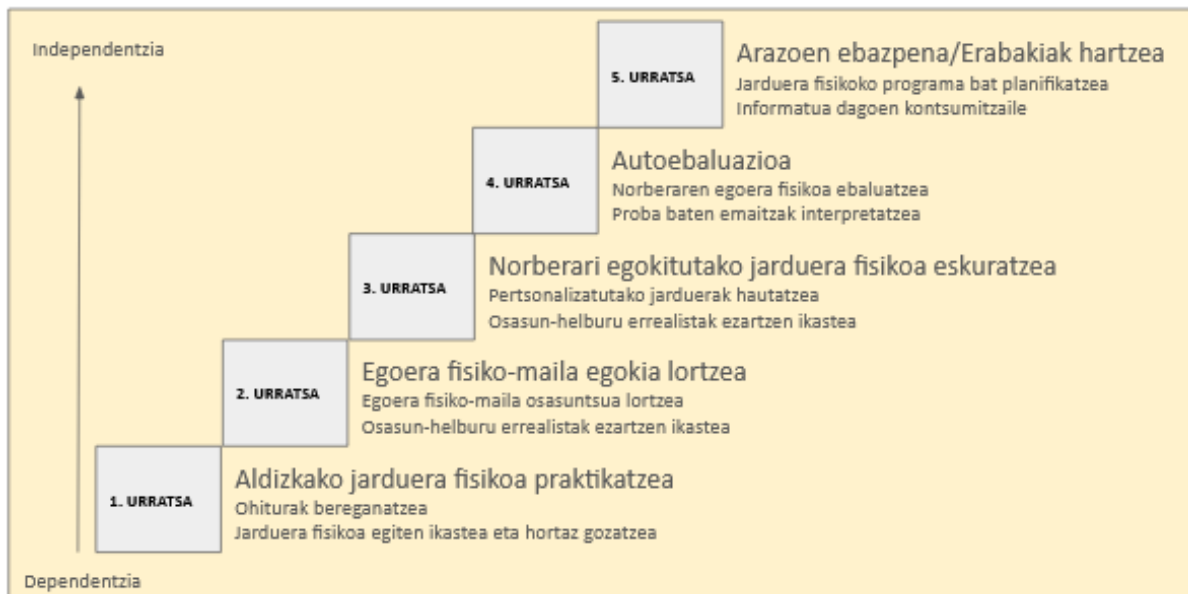 Independentzia
5. URRATSA
Arazoen ebazpena/Erabakiak hartzea
Jarduera fisikoko programa bat planifikatzea
Informatua dagoen kontsumitzaile
4. URRATSA
Autoebaluazioa
Norberaren egoera fisikoa ebaluatzea
Proba baten emaitzak interpretatzea
3. URRATSA
Norberari egokitutako jarduera fisikoa eskuratzea
Pertsonalizatutako jarduerak hautatzea
Osasun-helburu errealistak ezartzen ikastea
2. URRATSA
Egoera fisiko-maila egokia lortzea
Egoera fisiko-maila osasuntsua lortzea
Osasun-helburu errealistak ezartzen ikastea
1. URRATSA
Aldizkako jarduera fisikoa praktikatzea
Ohiturak bereganatzea
Jarduera fisikoa egiten ikastea eta hortaz gozatzea
Dependentzia